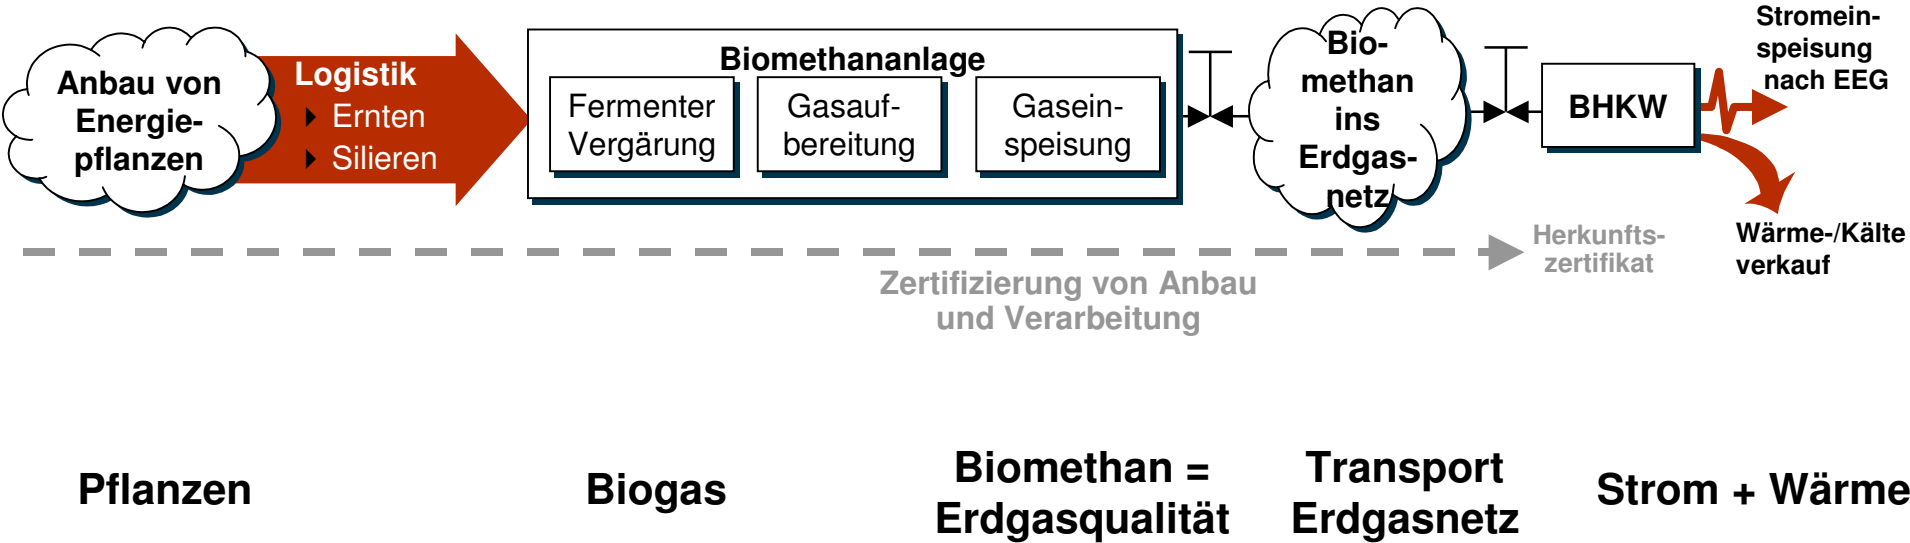 Anbau von
Energie-
pflanzen
Logistik
Ernten
Silieren
Biomethananlage
Fermenter
Vergärung
Gasauf-
bereitung
Gasein-
speisung
Bio-
methan
ins
Erdgas-
netz
BHKW
Stromein-
speisung
nach EEG
Wärme-/Kälte
verkauf
Herkunfts-
zertifikat
Zertifizierung von Anbau
und Verarbeitung
Pflanzen
Biogas
Biomethan =
Erdgasqualität
Transport
Erdgasnetz
Strom + Wärme